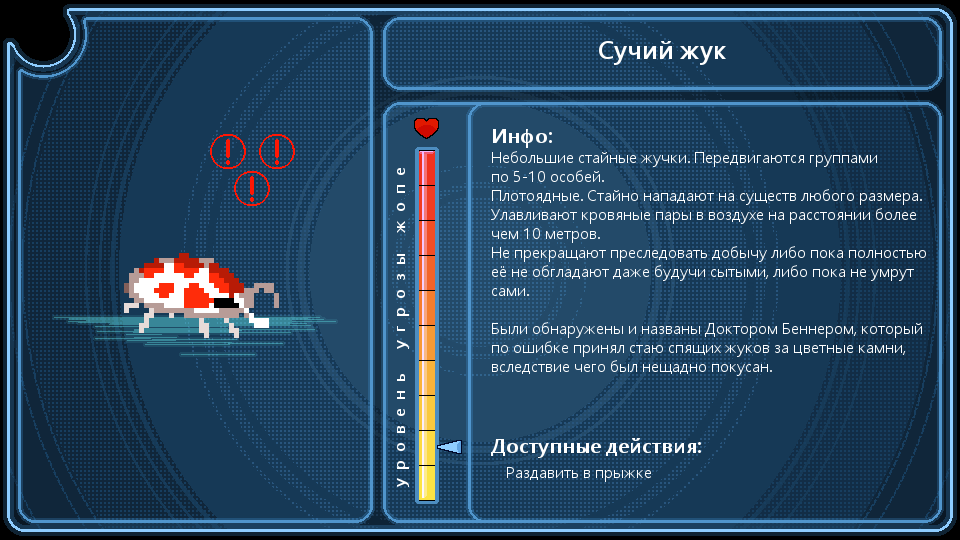 Сучий жук
уровень угрозы жопе
Инфо:
Небольшие стайные жучки. Передвигаются группами
по 5-10 особей.
Плотоядные. Стайно нападают на существ любого размера.
Улавливают кровяные пары в воздухе на расстоянии более
чем 10 метров.
Не прекращают преследовать добычу либо пока полностью
её не обгладают даже будучи сытыми, либо пока не умрут
сами.
Были обнаружены и названы Доктором Беннером, который
по ошибке принял стаю спящих жуков за цветные камни,
вследствие чего был нещадно покусан.
Доступные действия:
Раздавить в прыжке